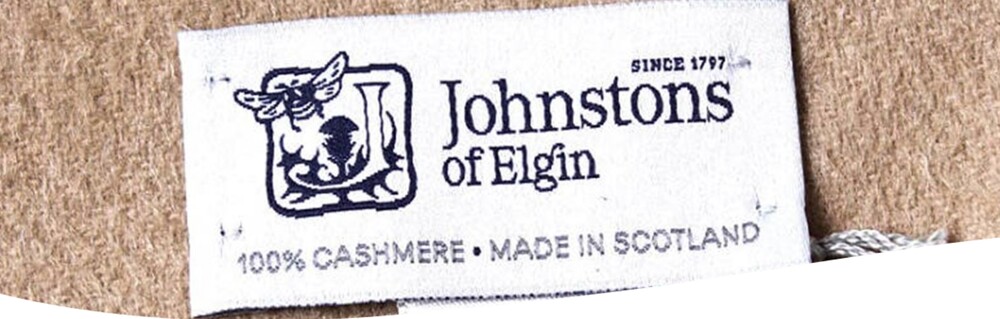 SINCE 1797
Johnstons
of Elgin
100% CASHMERE • MADE IN SCOTLAND